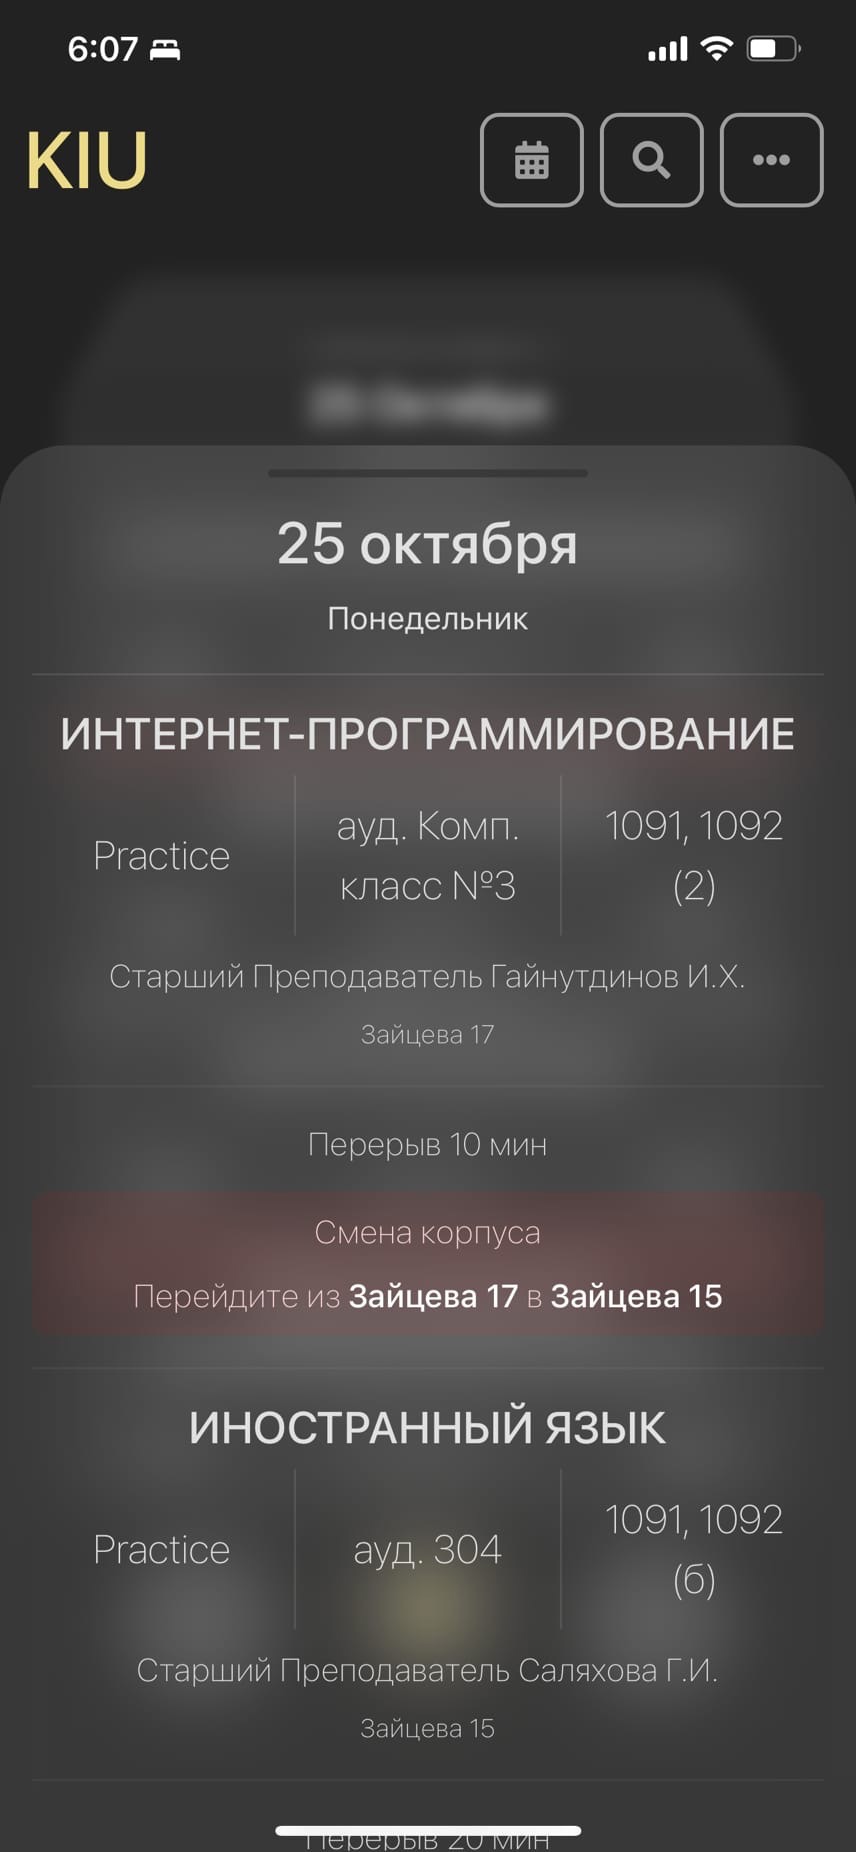 6:07
KIU
25 Октября
25 октября
Понедельник
ИНТЕРНЕТ-ПРОГРАММИРОВАНИЕ
Practice
ауд. Комп.
класс №3
1091, 1092
(2)
Старший Преподаватель Гайнутдинов И.Х.
Зайцева 17
Перерыв 10 мин
Смена корпуса
Перейдите из Зайцева 17 в Зайцева 15
ИНОСТРАННЫЙ ЯЗЫК
Practice
ауд. 304
1091, 1092
(б)
Старший Преподаватель Саляхова Г.И.
Зайцева 15
Перерыв 20 мин